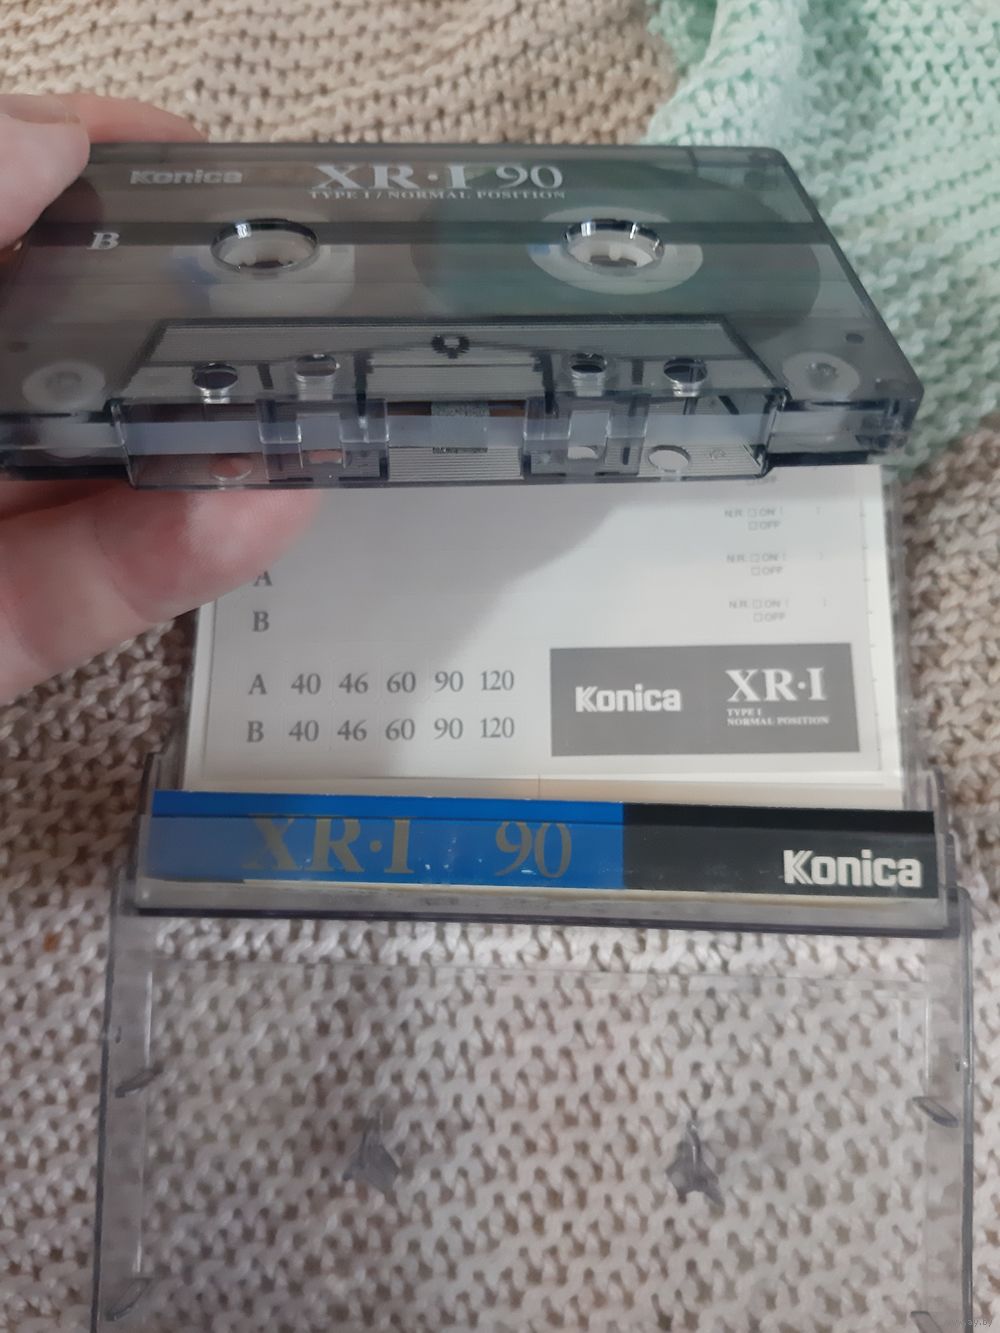 Konica XR·I 90
TYPE I / NORMAL POSITION
B
OFF
N.R. □ON
□OFF
A N.R. □ON
□OFF
B N.R. □ON
□OFF
A 40 46 60 90 120
B 40 46 60 90 120
Konica XR·I
TYPE I
NORMAL POSITION
XR·I 90 Konica